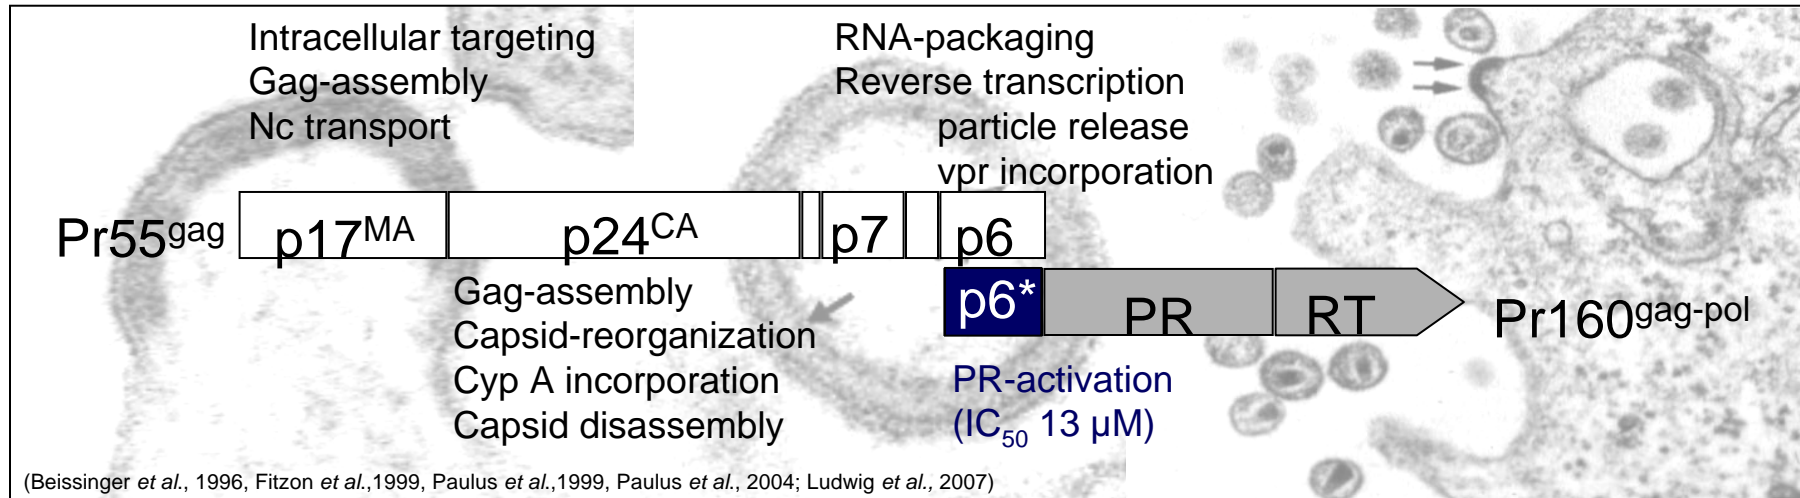 Intracellular targeting
Gag-assembly
Nc transport
RNA-packaging
Reverse transcription
particle release
vpr incorporation
Pr55gag
p17MA
p24CA
p7
p6
p6*
PR
RT
Pr160gag-pol
Gag-assembly
Capsid-reorganization
Cyp A incorporation
Capsid disassembly
PR-activation
(IC50 13 µM)
(Beissinger et al., 1996, Fitzon et al.,1999, Paulus et al.,1999, Paulus et al., 2004; Ludwig et al., 2007)